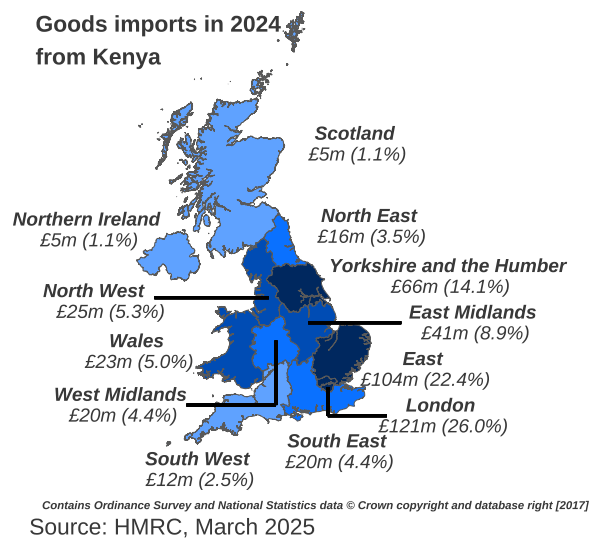 Goods imports in 2024
from Kenya
Scotland
£5m (1.1%)
Northern Ireland
£5m (1.1%)
North East
£16m (3.5%)
Yorkshire and the Humber
£66m (14.1%)
North West
£25m (5.3%)
East Midlands
£41m (8.9%)
Wales
£23m (5.0%)
East
£104m (22.4%)
West Midlands
£20m (4.4%)
London
£121m (26.0%)
South East
£20m (4.4%)
South West
£12m (2.5%)
Contains Ordinance Survey and National Statistics data © Crown copyright and database right [2017]
Source: HMRC, March 2025